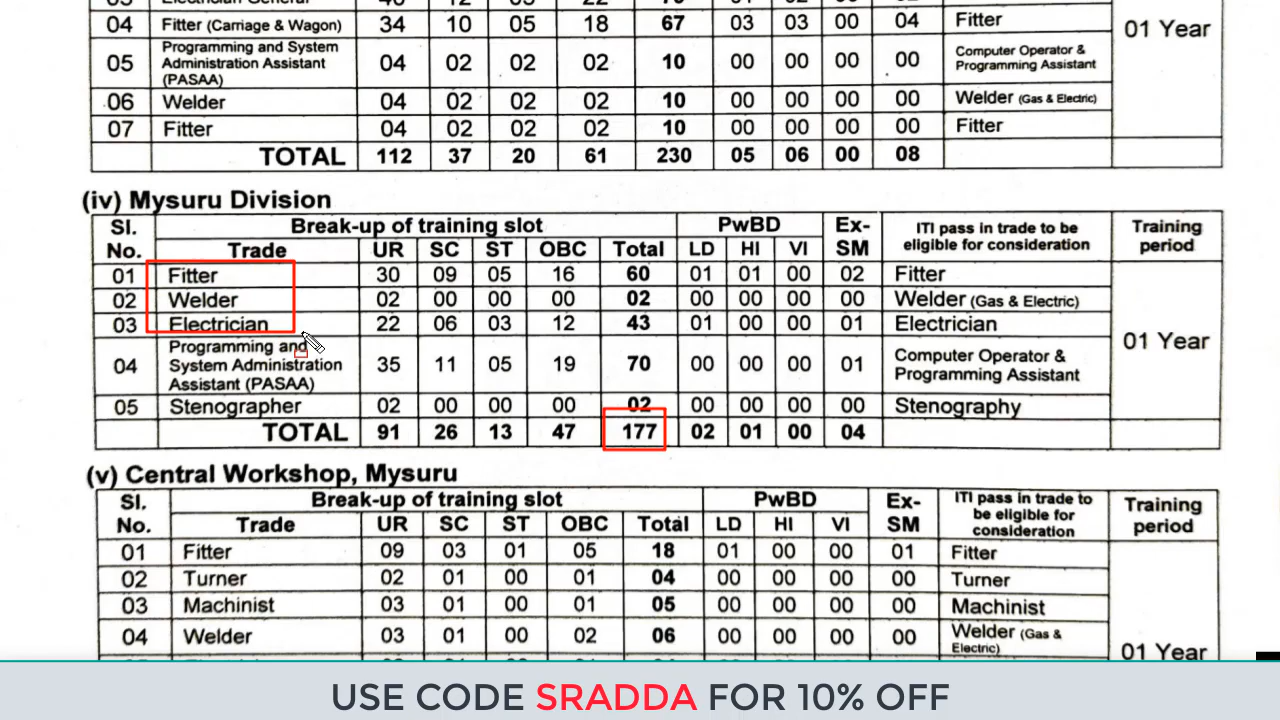 04 Fitter (Carriage & Wagon) 34 10 05 18 67 03 03 00 04 Fitter
01 Year
05 Programming and System Administration Assistant (PASAA) 04 02 02 02 10 00 00 00 00 Computer Operator & Programming Assistant
06 Welder 04 02 02 02 10 00 00 00 00 Welder (Gas & Electric)
07 Fitter 04 02 02 02 10 00 00 00 00 Fitter
TOTAL 112 37 20 61 230 05 06 00 08
(iv) Mysuru Division
Sl. No. Break-up of training slot PwBD Ex-SM ITI pass in trade to be eligible for consideration Training period
Trade UR SC ST OBC Total LD HI VI
01 Fitter 30 09 05 16 60 01 01 00 02 Fitter
02 Welder 02 00 00 00 02 00 00 00 00 Welder (Gas & Electric)
03 Electrician 22 06 03 12 43 01 00 00 01 Electrician
01 Year
04 Programming and System Administration Assistant (PASAA) 35 11 05 19 70 00 00 00 01 Computer Operator & Programming Assistant
05 Stenographer 02 00 00 00 02 00 00 00 00 Stenography
TOTAL 91 26 13 47 177 02 01 00 04
(v) Central Workshop, Mysuru
Sl. No. Break-up of training slot PwBD Ex-SM ITI pass in trade to be eligible for consideration Training period
Trade UR SC ST OBC Total LD HI VI
01 Fitter 09 03 01 05 18 01 00 00 01 Fitter
02 Turner 02 01 00 01 04 00 00 00 00 Turner
03 Machinist 03 01 00 01 05 00 00 00 00 Machinist
04 Welder 03 01 00 02 06 00 00 00 00 Welder (Gas & Electric)
01 Year
USE CODE SRADDA FOR 10% OFF